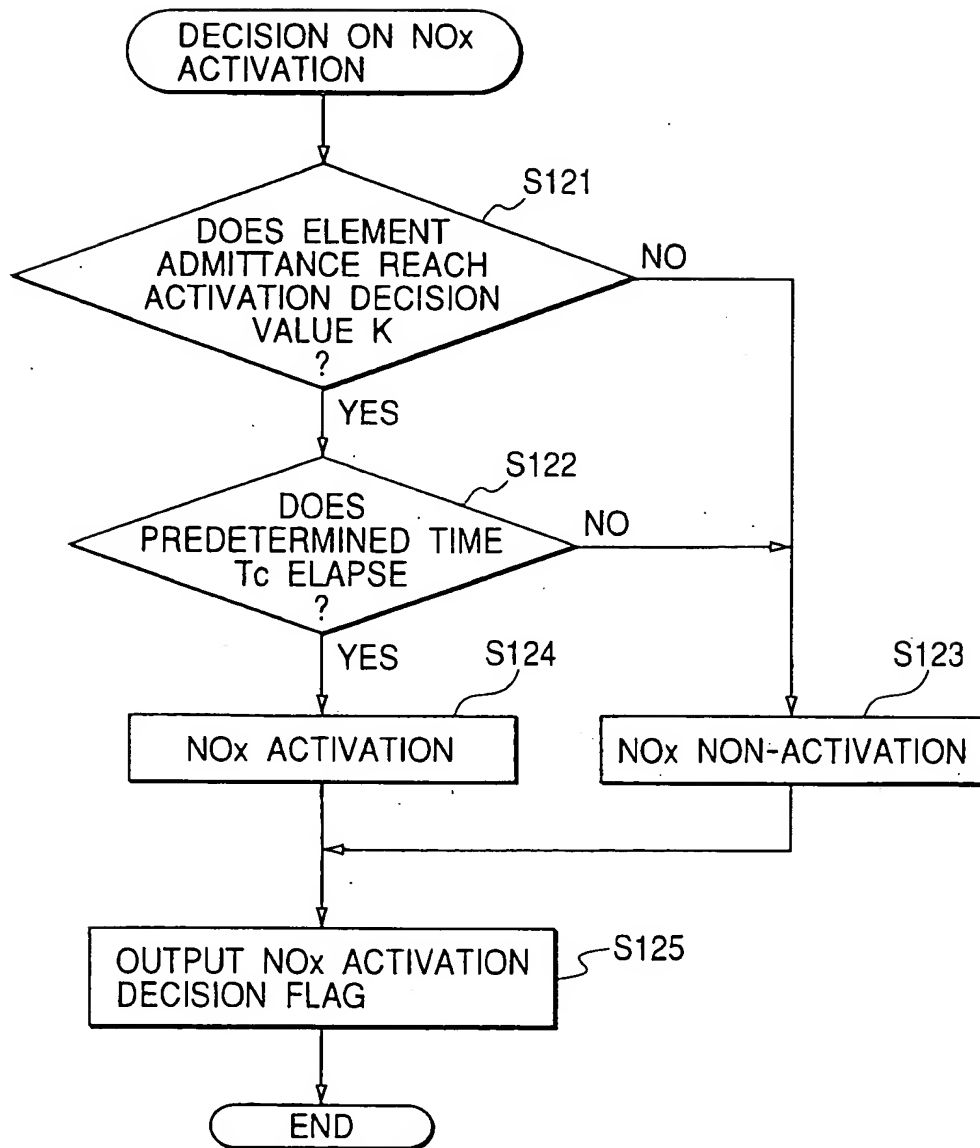 DECISION ON NOx
ACTIVATION
S121
DOES ELEMENT
ADMITTANCE REACH
ACTIVATION DECISION
VALUE K
?
NO
YES
S122
DOES
PREDETERMINED TIME
Tc ELAPSE
?
NO
YES
S124
NOx ACTIVATION
S123
NOx NON-ACTIVATION
OUTPUT NOx ACTIVATION
DECISION FLAG
S125
END